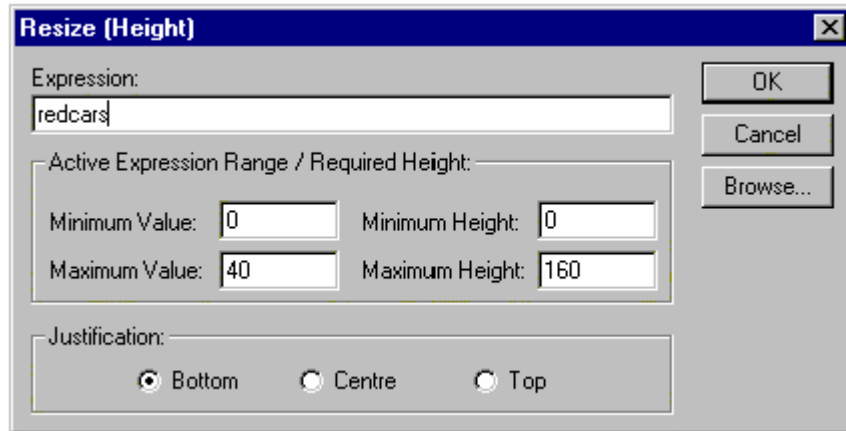 Resize (Height)
Expression:
OK
redcars
Cancel
Active Expression Range / Required Height:
Browse...
Minimum Value: 0 Minimum Height: 0
Maximum Value: 40 Maximum Height: 160
Justification:
Bottom Centre Top